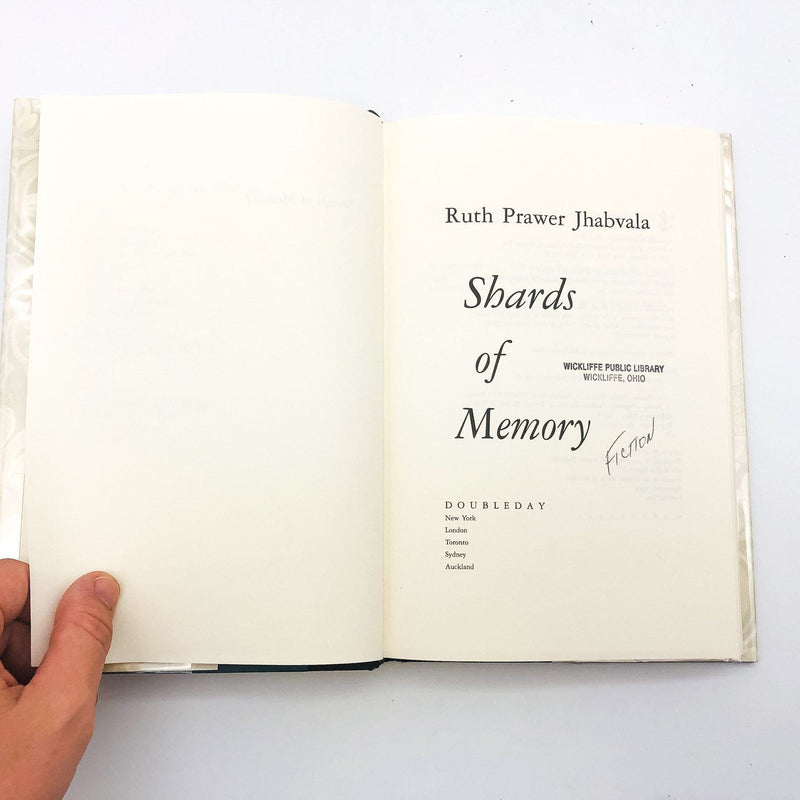 Ruth Prawer Jhabvala
Shards
of
Memory
WICKLIFFE PUBLIC LIBRARY
WICKLIFFE, OHIO
FICTION
DOUBLEDAY
New York
London
Toronto
Sydney
Auckland